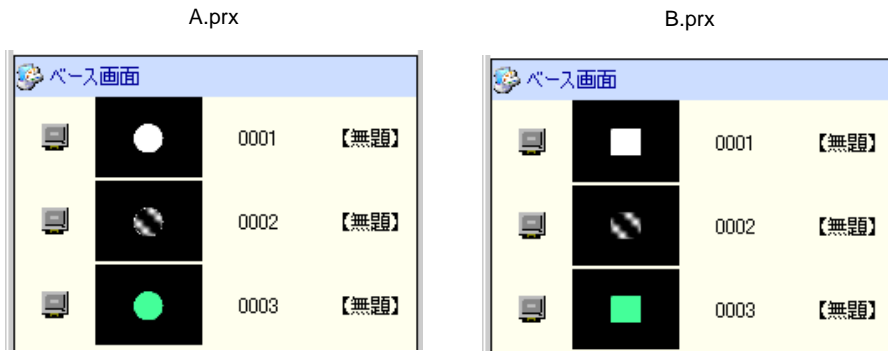 A.prx
ベース画面
0001 【無題】
0002 【無題】
0003 【無題】
B.prx
ベース画面
0001 【無題】
0002 【無題】
0003 【無題】